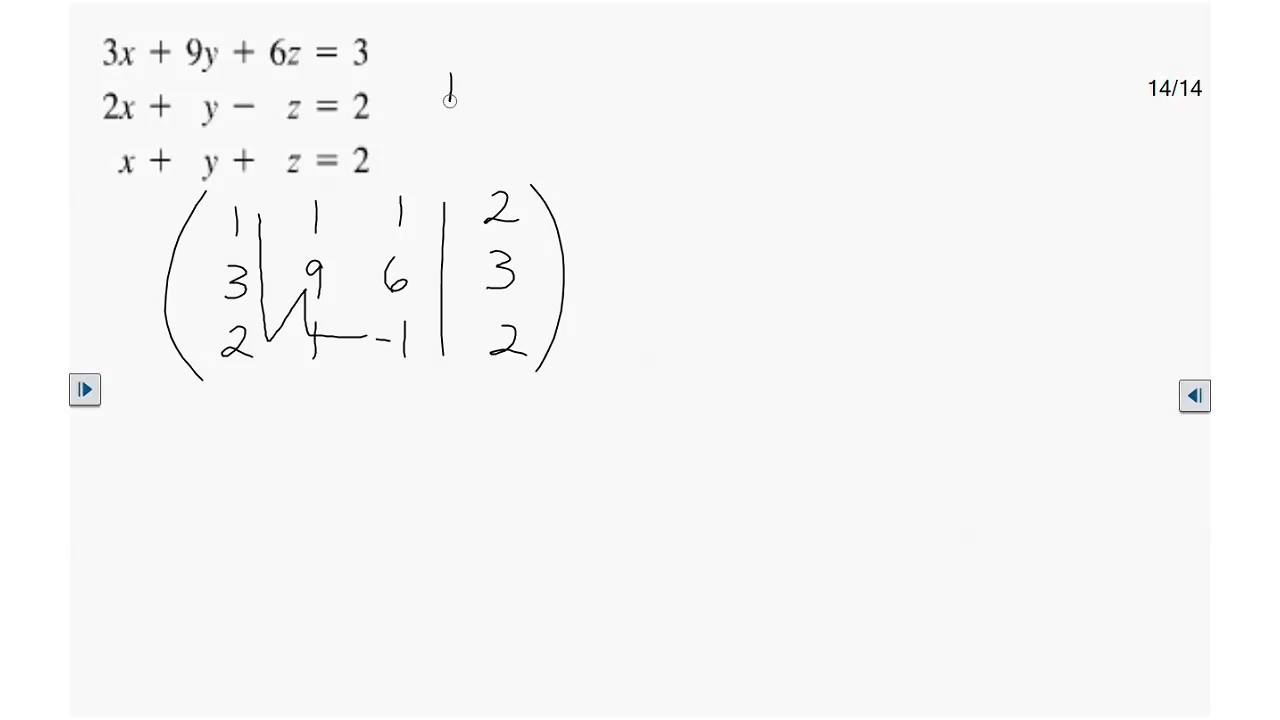 3x + 9y + 6z = 3
14/14
2x + y - z = 2
x + y + z = 2
1 1 1 2
3 9 6 3
2 1 -1 2